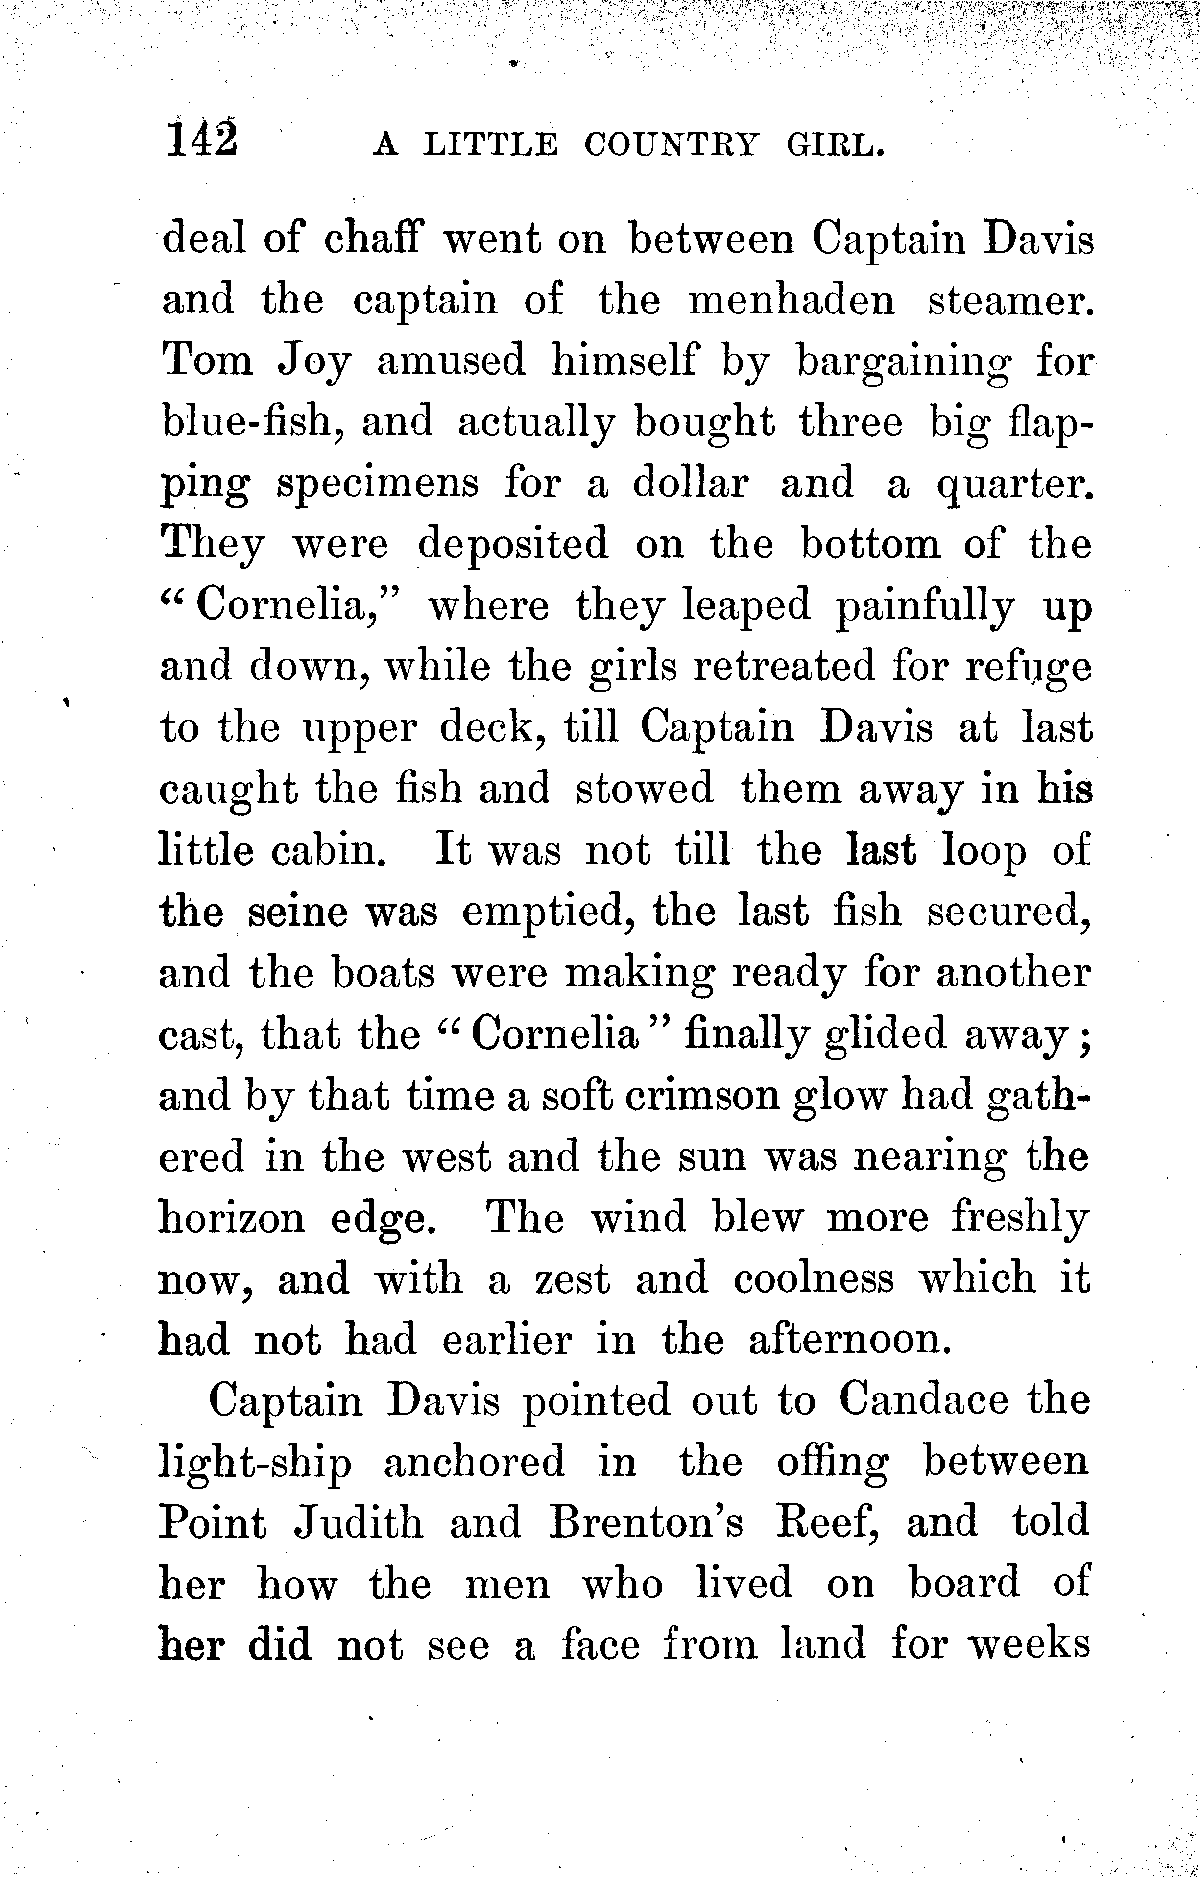 142 A LITTLE COUNTRY GIRL.
deal of chaff went on between Captain Davis
and the captain of the menhaden steamer.
Tom Joy amused himself by bargaining for
blue-fish, and actually bought three big flap-
ping specimens for a dollar and a quarter.
They were deposited on the bottom of the
“ Cornelia,” where they leaped painfully up
and down, while the girls retreated for refuge
to the upper deck, till Captain Davis at last
caught the fish and stowed them away in his
little cabin. It was not till the last loop of
the seine was emptied, the last fish secured,
and the boats were making ready for another
cast, that the “ Cornelia ” finally glided away ;
and by that time a soft crimson glow had gath-
ered in the west and the sun was nearing the
horizon edge. The wind blew more freshly
now, and with a zest and coolness which it
had not had earlier in the afternoon.
Captain Davis pointed out to Candace the
light-ship anchored in the offing between
Point Judith and Brenton’s Reef, and told
her how the men who lived on board of
her did not see a face from land for weeks